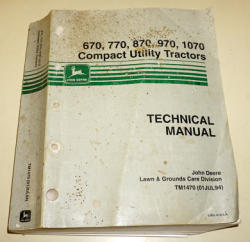 670, 770, 870, 970, 1070
Compact Utility Tractors
JOHN DEERE
TECHNICAL
MANUAL
John Deere
Lawn & Grounds Care Division
TM1470 (01JUL94)